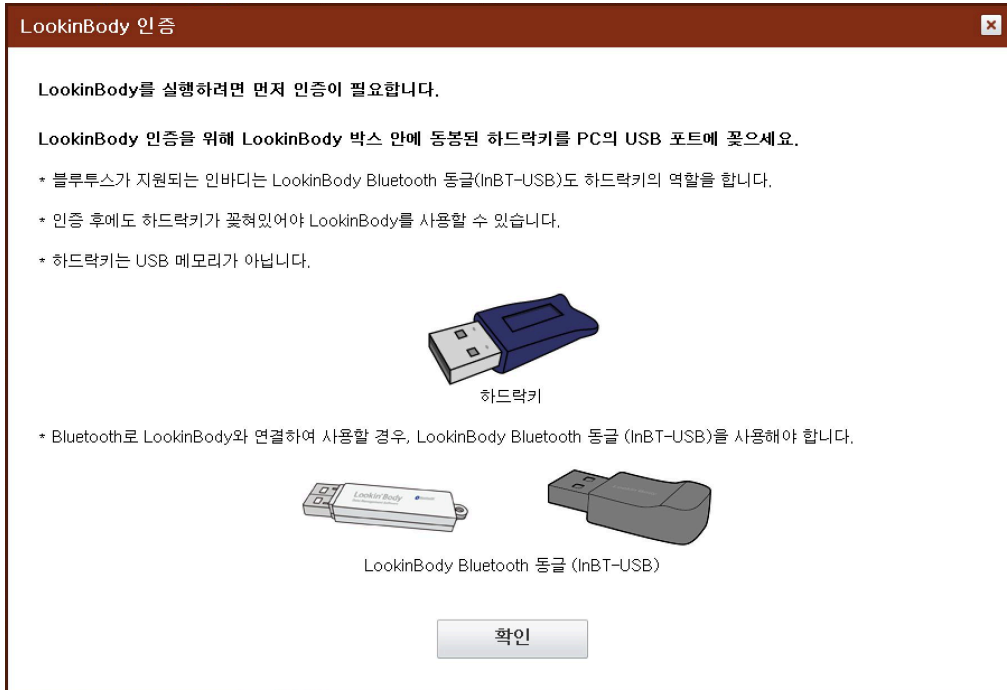 LookinBody 인증
LookinBody를 실행하려면 먼저 인증이 필요합니다.
LookinBody 인증을 위해 LookinBody 박스 안에 동봉된 하드락키를 PC의 USB 포트에 꽂으세요.
* 블루투스가 지원되는 인바디는 LookinBody Bluetooth 동글(InBT-USB)도 하드락키의 역할을 합니다.
* 인증 후에도 하드락키가 꽂혀있어야 LookinBody를 사용할 수 있습니다.
* 하드락키는 USB 메모리가 아닙니다.
하드락키
* Bluetooth로 LookinBody와 연결하여 사용할 경우, LookinBody Bluetooth 동글 (InBT-USB)을 사용해야 합니다.
Lookin'Body
LookinBody Bluetooth 동글 (InBT-USB)
확인